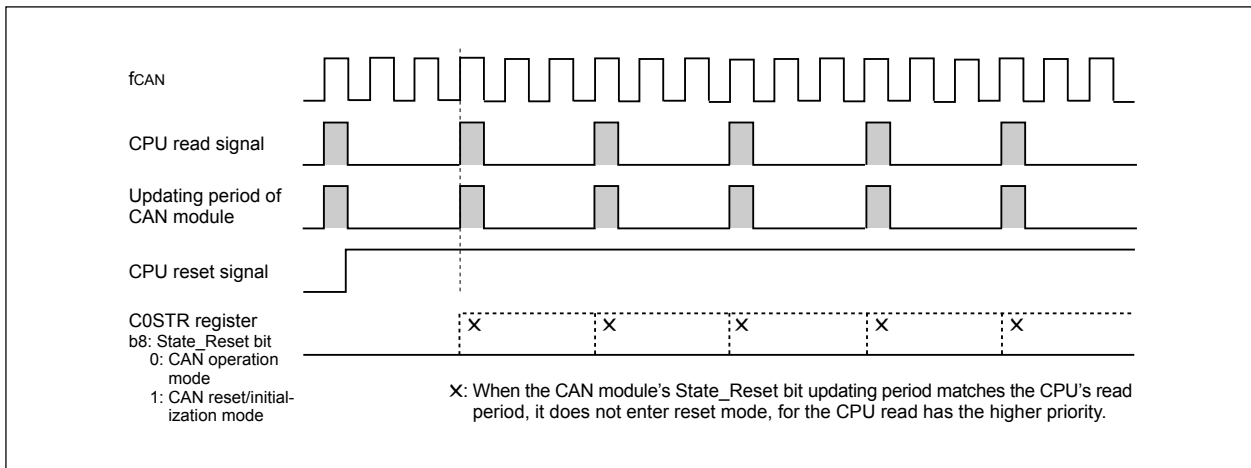 fCAN
CPU read signal
Updating period of
CAN module
CPU reset signal
C0STR register
b8: State_Reset bit
0: CAN operation
mode
1: CAN reset/initial-
ization mode
✕: When the CAN module's State_Reset bit updating period matches the CPU's read
period, it does not enter reset mode, for the CPU read has the higher priority.